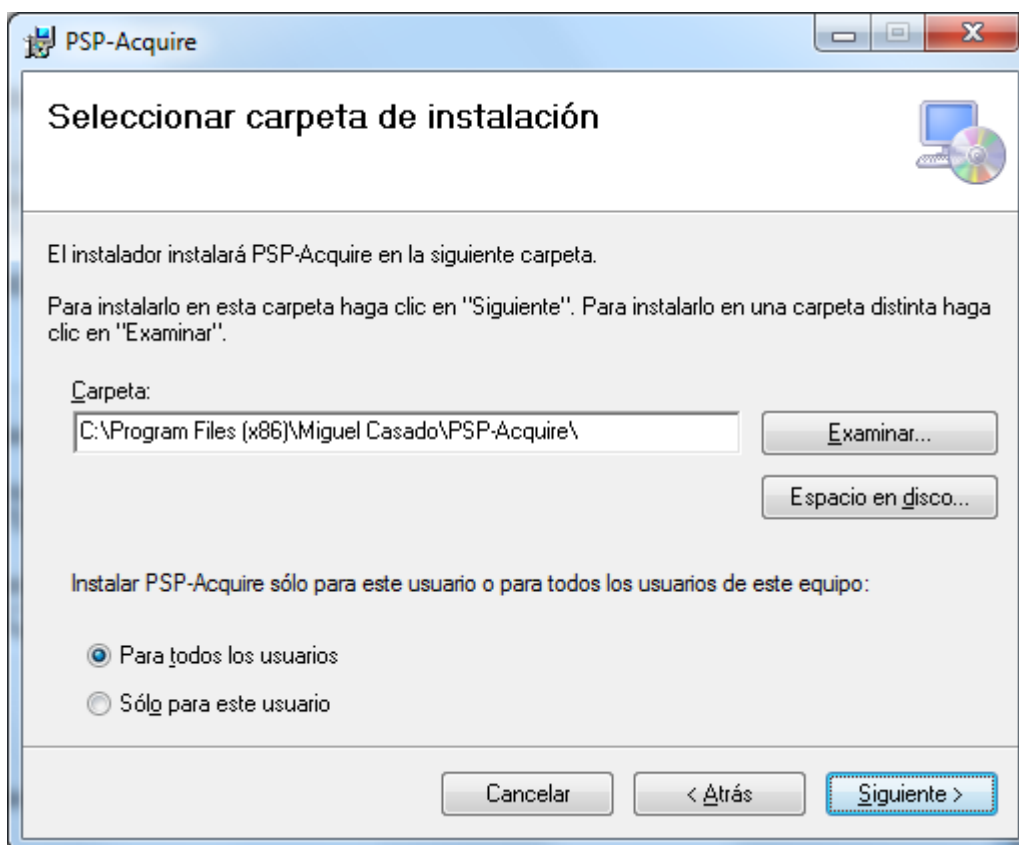 PSP-Acquire
Seleccionar carpeta de instalación
El instalador instalará PSP-Acquire en la siguiente carpeta.
Para instalarlo en esta carpeta haga clic en "Siguiente". Para instalarlo en una carpeta distinta haga
clic en "Examinar".
Carpeta:
C:\Program Files (x86)\Miguel Casado\PSP-Acquire\
Examinar...
Espacio en disco...
Instalar PSP-Acquire sólo para este usuario o para todos los usuarios de este equipo:
Para todos los usuarios
Sólo para este usuario
Cancelar
< Atrás
Siguiente >